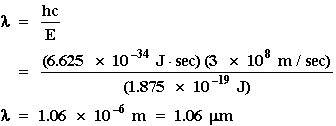 λ = hc / E
= (6.625 × 10⁻³⁴ J · sec) (3 × 10⁸ m / sec) / (1.875 × 10⁻¹⁹ J)
λ = 1.06 × 10⁻⁶ m = 1.06 μm